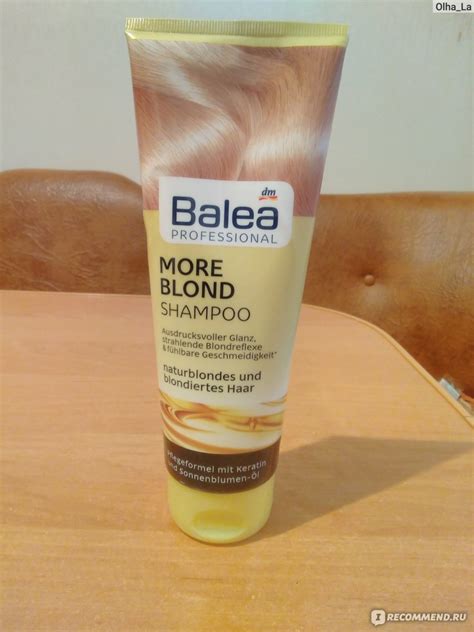 Olha_La
dm
Balea
PROFESSIONAL
MORE
BLOND
SHAMPOO
Ausdrucksvoller Glanz,
strahlende Blondreflexe
& fühlbare Geschmeidigkeit*
naturblondes und
blondiertes Haar
Pflegeformel mit Keratin
und Sonnenblumen-Öl
I RECOMMEND.RU